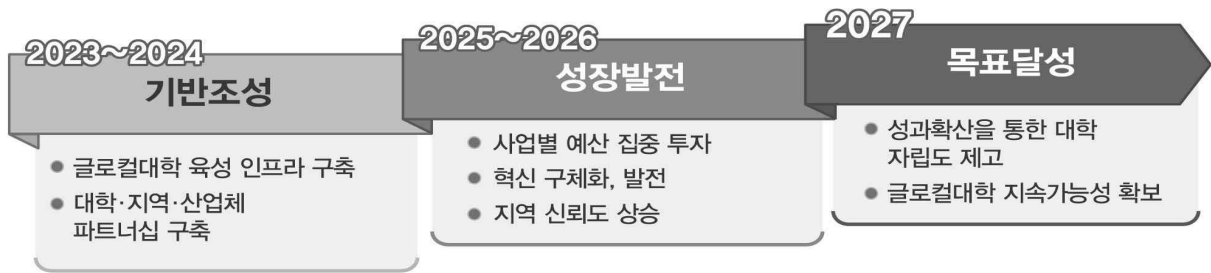 2023~2024
기반조성
● 글로컬대학 육성 인프라 구축
● 대학·지역·산업체
파트너십 구축
2025~2026
성장발전
● 사업별 예산 집중 투자
● 혁신 구체화, 발전
● 지역 신뢰도 상승
2027
목표달성
● 성과확산을 통한 대학
자립도 제고
● 글로컬대학 지속가능성 확보